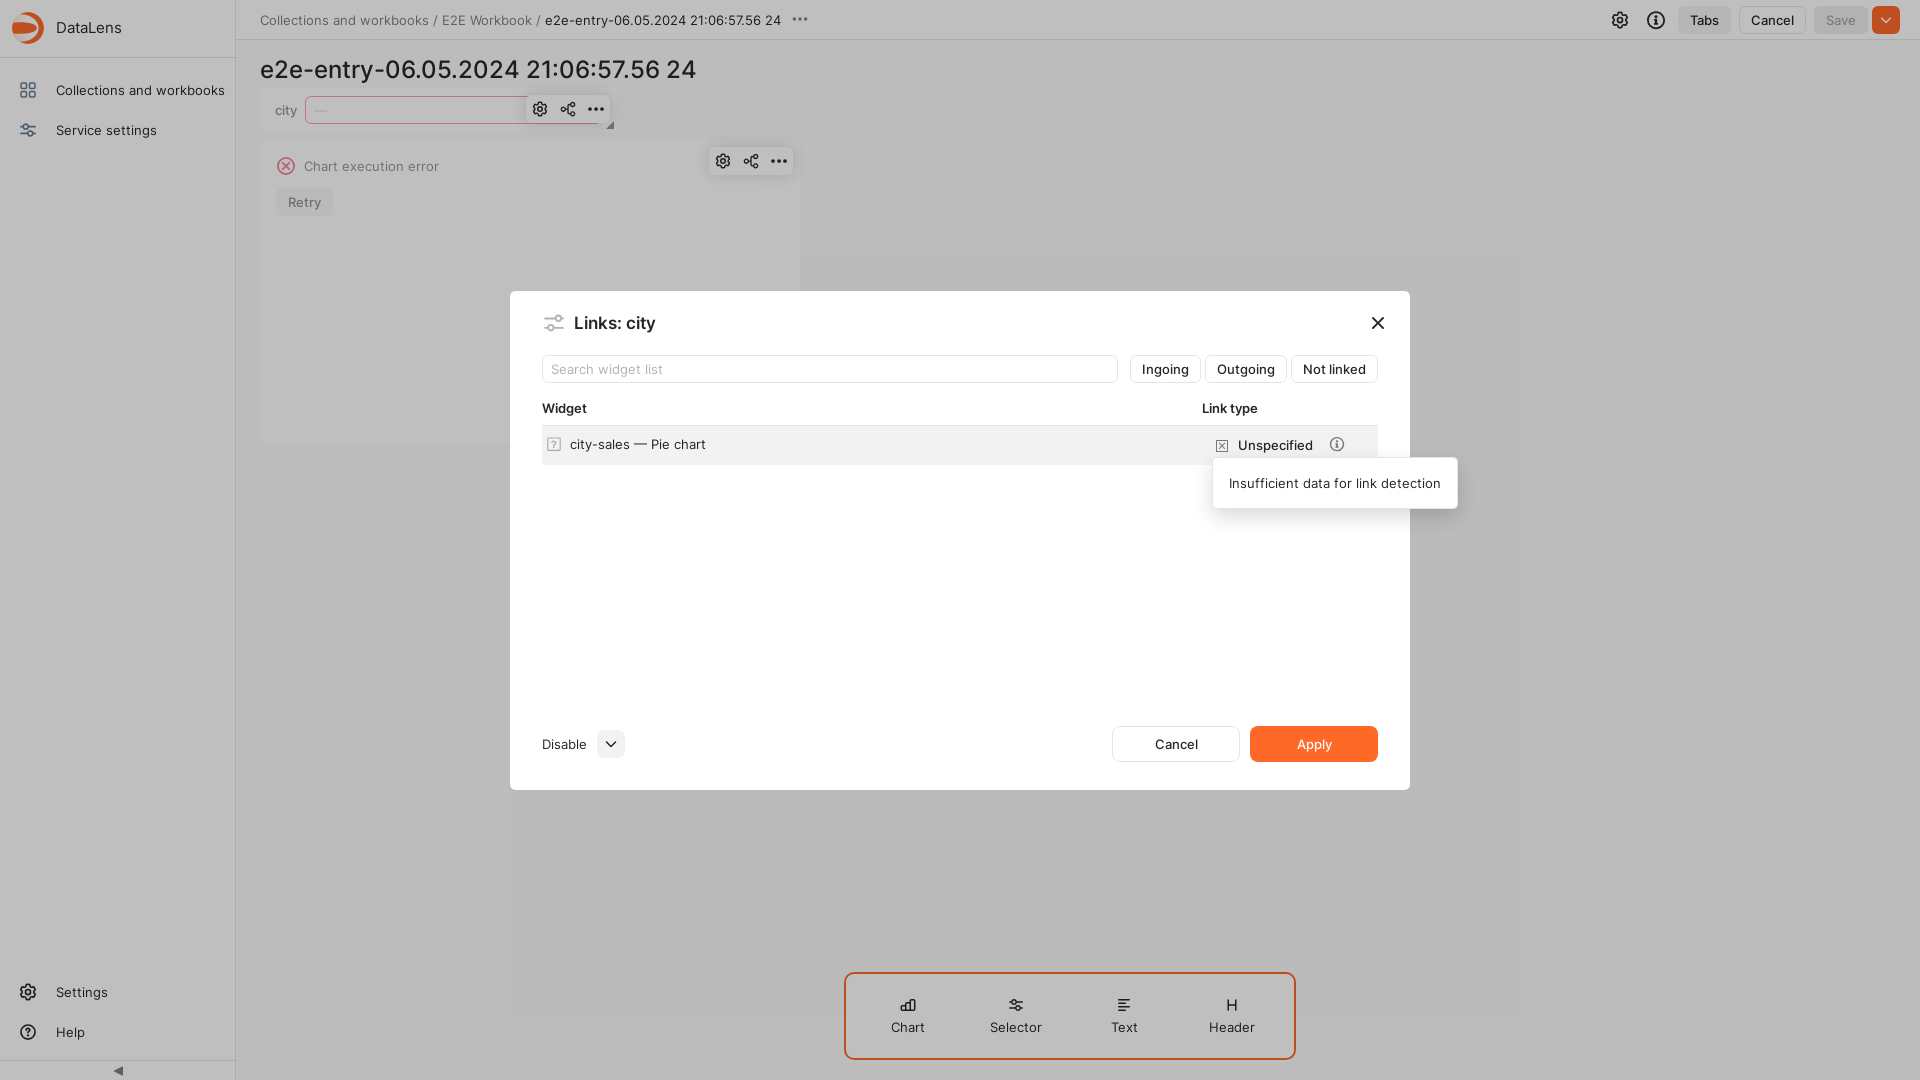 DataLens
Collections and workbooks / E2E Workbook / e2e-entry-06.05.2024 21:06:57.56 24
Tabs
Cancel
Save
Collections and workbooks
Service settings
e2e-entry-06.05.2024 21:06:57.56 24
city
—
Chart execution error
Retry
Links: city
Search widget list
Ingoing
Outgoing
Not linked
Widget
Link type
city-sales — Pie chart
Unspecified
Insufficient data for link detection
Disable
Cancel
Apply
Settings
Help
Chart
Selector
Text
Header